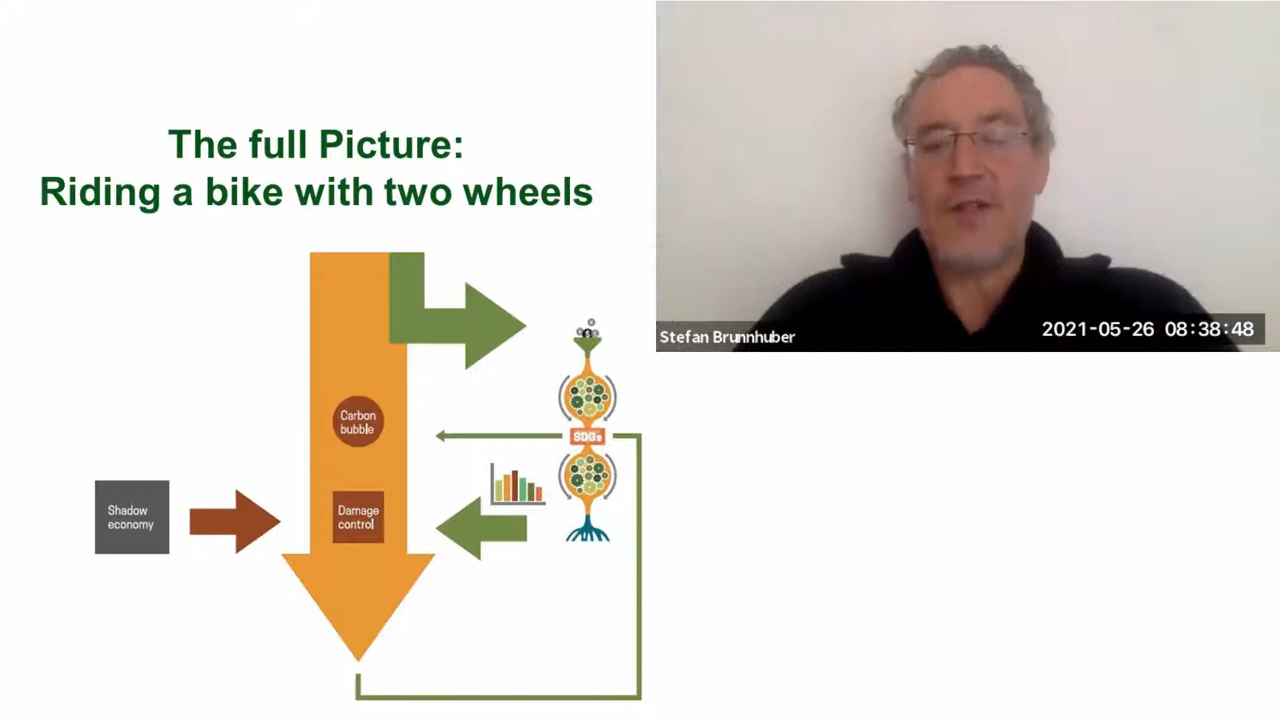 The full Picture:
Riding a bike with two wheels
Carbon
bubble
SDGs
Shadow
economy
Damage
control
Stefan Brunnhuber
2021-05-26 08:38:48